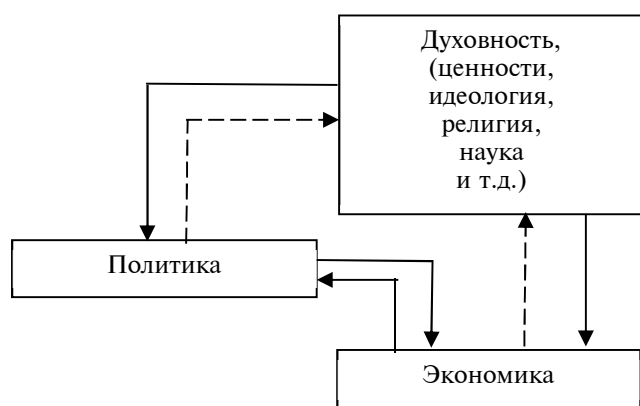 Духовность,
(ценности,
идеология,
религия,
наука
и т.д.)
Политика
Экономика